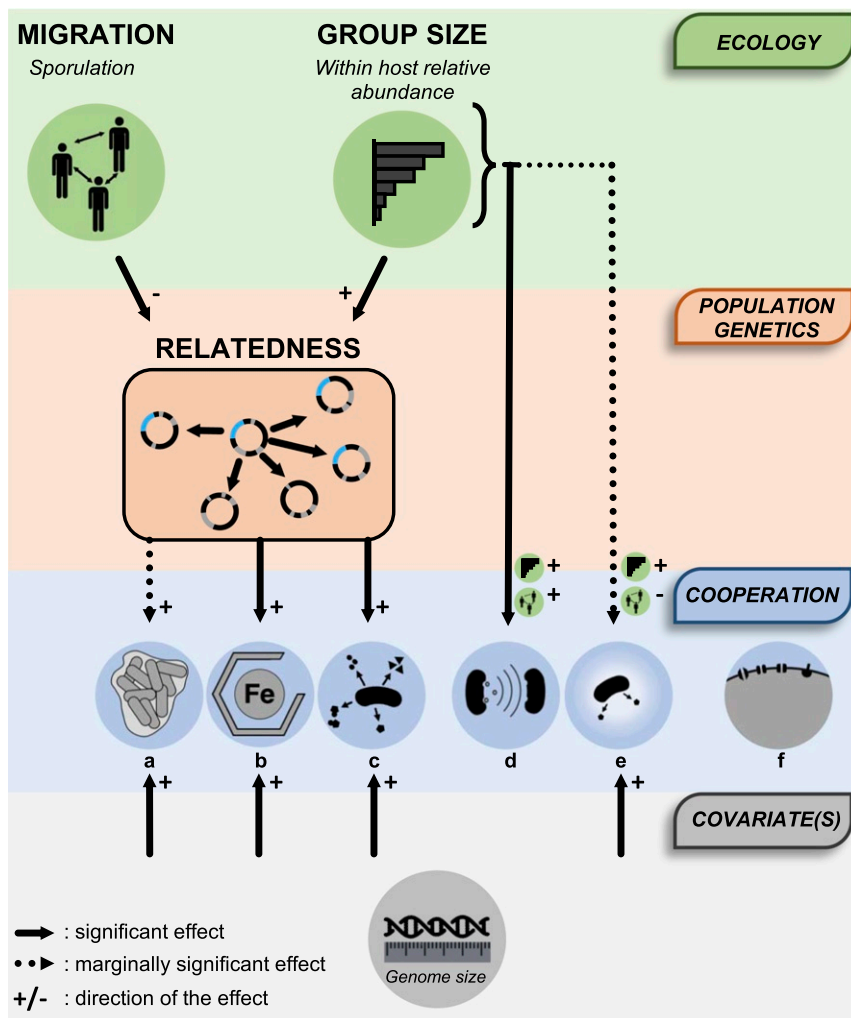 MIGRATION
Sporulation
GROUP SIZE
Within host relative
abundance
ECOLOGY
-
+
POPULATION
GENETICS
RELATEDNESS
+
+
+
+
+
+
-
COOPERATION
Fe
a
b
c
d
e
f
+
+
+
+
COVARIATE(S)
Genome size
: significant effect
: marginally significant effect
+/- : direction of the effect